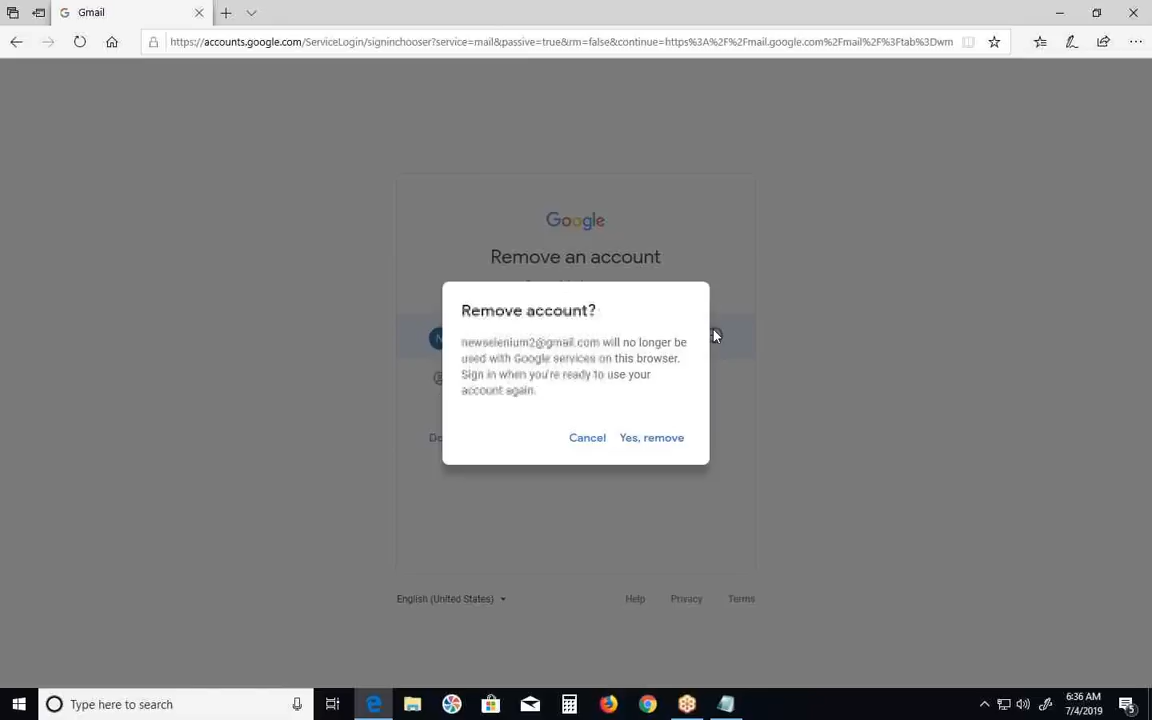 Gmail
https://accounts.google.com/ServiceLogin/signinchooser?service=mail&passive=true&rm=false&continue=https%3A%2F%2Fmail.google.com%2Fmail%2F%3Ftab%3Dwm
Google
Remove an account
Remove account?
newselenium2@gmail.com will no longer be
used with Google services on this browser.
Sign in when you're ready to use your
account again.
Cancel Yes, remove
English (United States) Help Privacy Terms
Type here to search
6:36 AM
7/4/2019
5